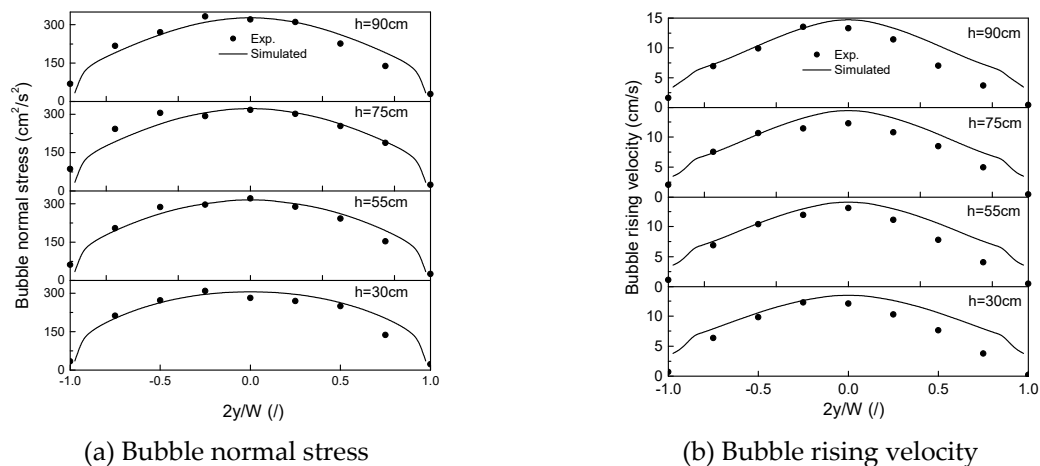 h=90cm
Exp.
Simulated
300
150
0
h=75cm
300
150
0
h=55cm
300
150
0
h=30cm
300
150
0
-1.0 -0.5 0.0 0.5 1.0
2y/W (/)
Bubble normal stress (cm²/s²)
(a) Bubble normal stress
15
h=90cm
Exp.
Simulated
10
5
0
h=75cm
10
5
0
h=55cm
10
5
0
h=30cm
10
5
0
-1.0 -0.5 0.0 0.5 1.0
2y/W (/)
Bubble rising velocity (cm/s)
(b) Bubble rising velocity